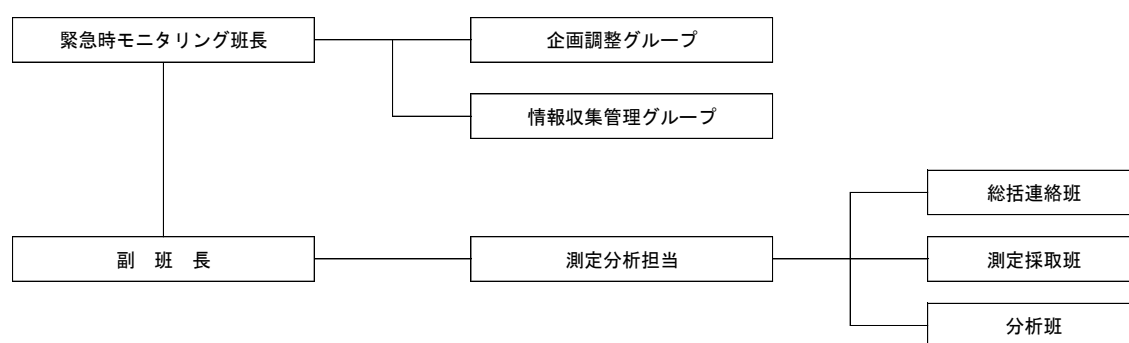 緊急時モニタリング班長
企画調整グループ
情報収集管理グループ
総括連絡班
副　班　長
測定分析担当
測定採取班
分析班